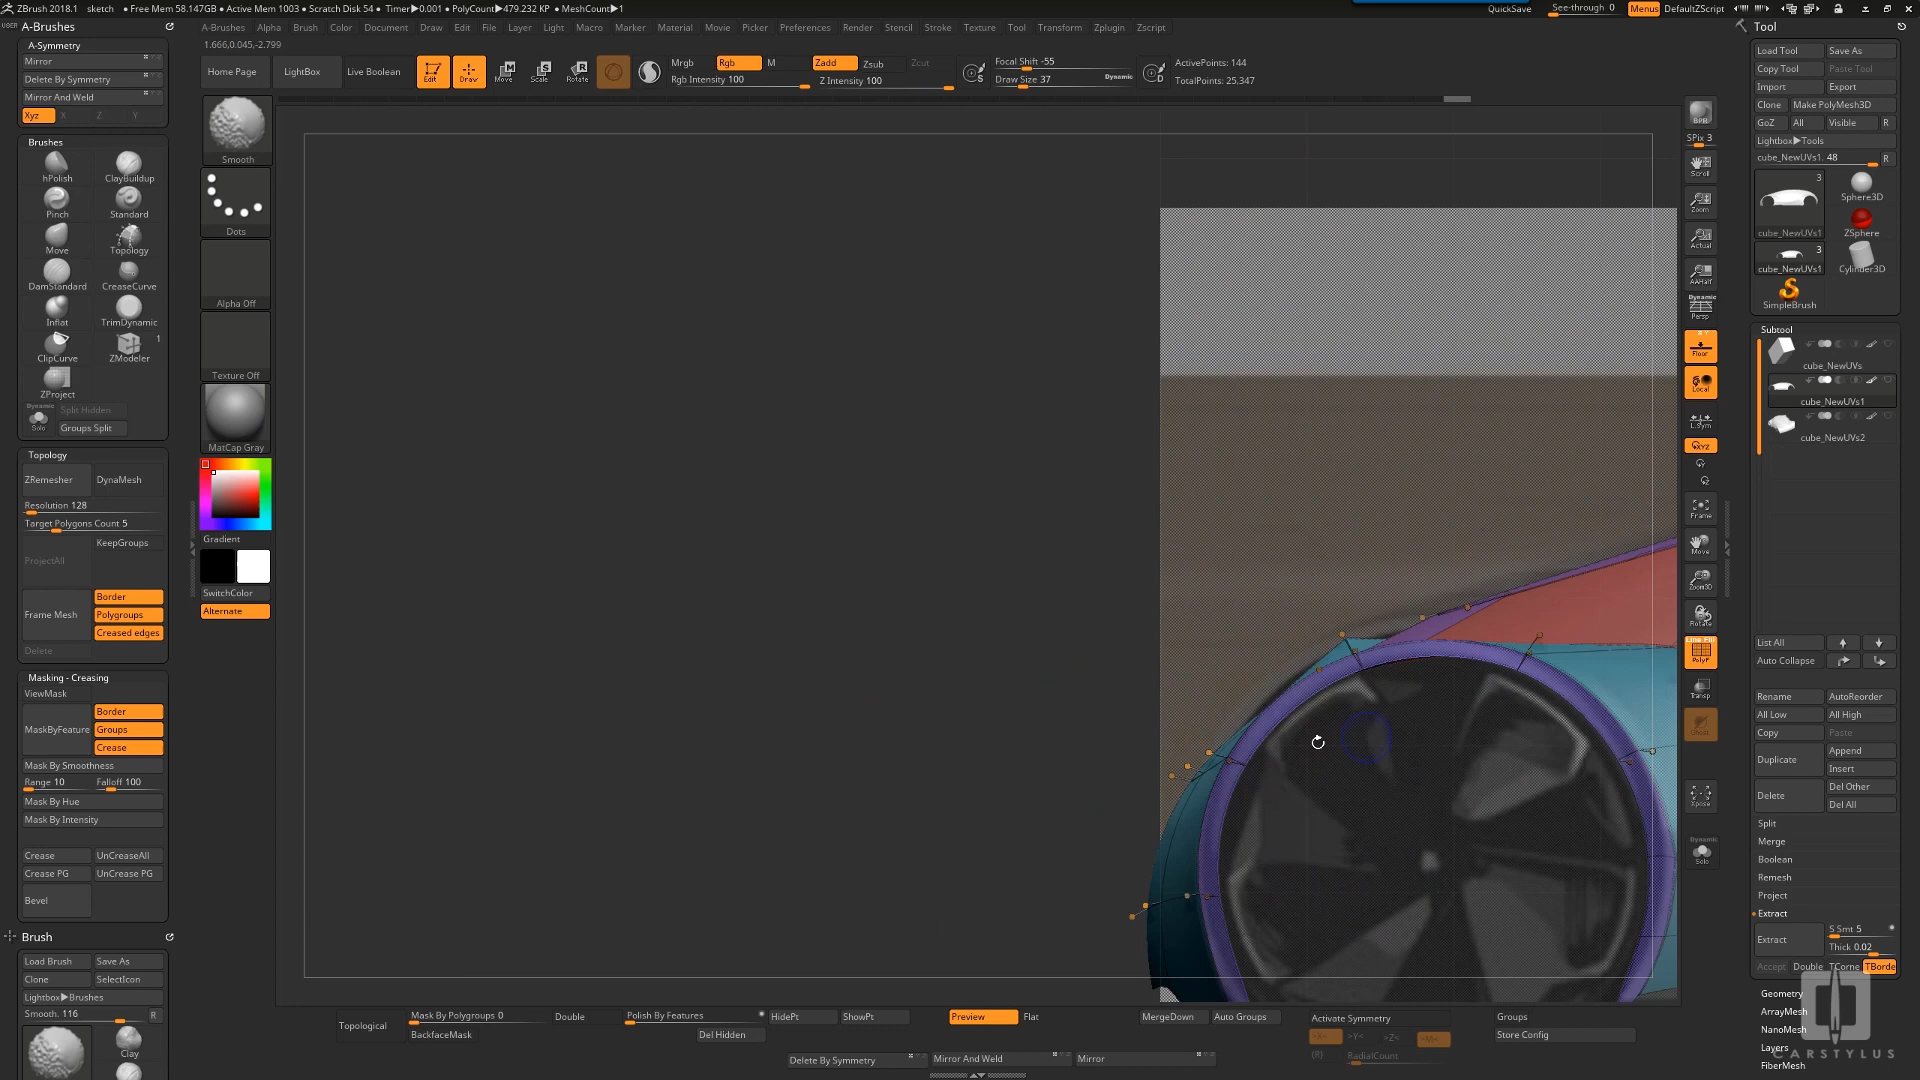 ZBrush 2018.1 sketch • Free Mem 58.147GB • Active Mem 1003 • Scratch Disk 54 • Timer▶0.001 • PolyCount▶479.232 KP • MeshCount▶1
QuickSave See-through 0 Menus DefaultZScript
A-Brushes
A-Brushes Alpha Brush Color Document Draw Edit File Layer Light Macro Marker Material Movie Picker Preferences Render Stencil Stroke Texture Tool Transform Zplugin Zscript
1.666,0.045,-2.799
A-Symmetry
Mirror
Delete By Symmetry
Mirror And Weld
Xyz X Z Y
Brushes
hPolish ClayBuildup
Pinch Standard
Move Topology
DamStandard CreaseCurve
Inflat TrimDynamic
ClipCurve ZModeler 1
ZProject
Dynamic
Solo
Split Hidden
Groups Split
Topology
ZRemesher DynaMesh
Resolution 128
Target Polygons Count 5
KeepGroups
ProjectAll
Border
Frame Mesh Polygroups
Creased edges
Delete
Masking - Creasing
ViewMask
Border
MaskByFeature Groups
Crease
Mask By Smoothness
Range 10 Falloff 100
Mask By Hue
Mask By Intensity
Crease UnCreaseAll
Crease PG UnCrease PG
Bevel
Brush
Load Brush Save As
Clone SelectIcon
Lightbox▶Brushes
Smooth. 116 R
Clay
Home Page LightBox Live Boolean
Edit Draw Move Scale Rotate
Mrgb Rgb M Zadd Zsub Zcut
Rgb Intensity 100 Z Intensity 100
Focal Shift -55
Draw Size 37 Dynamic
ActivePoints: 144
TotalPoints: 25,347
Smooth
Dots
Alpha Off
Texture Off
MatCap Gray
Gradient
SwitchColor
Alternate
BPR
SPix 3
Scroll
Zoom
Actual
AAHalf
Dynamic
Persp
Floor
Local
L.Sym
XYZ
Frame
Move
Zoom3D
Rotate
Line Fill
PolyF
Transp
Ghost
Xpose
Dynamic
Solo
Tool
Load Tool Save As
Copy Tool Paste Tool
Import Export
Clone Make PolyMesh3D
GoZ All Visible R
Lightbox▶Tools
cube_NewUVs1. 48 R
3
Sphere3D
cube_NewUVs1 ZSphere
3
cube_NewUVs1 Cylinder3D
SimpleBrush
Subtool
cube_NewUVs
cube_NewUVs1
cube_NewUVs2
List All
Auto Collapse
Rename AutoReorder
All Low All High
Copy Paste
Duplicate Append
Insert
Delete Del Other
Del All
Split
Merge
Boolean
Remesh
Project
Extract
Extract S Smt 5
Thick 0.02
Accept Double TCorne TBorde
Geometry
ArrayMesh
NanoMesh
Layers
FiberMesh
CARSTYLUS
Topological Mask By Polygroups 0 Double Polish By Features HidePt ShowPt Preview Flat MergeDown Auto Groups Activate Symmetry Groups
BackfaceMask Del Hidden >X< >Y< >Z< >M< Store Config
(R) RadialCount
Delete By Symmetry Mirror And Weld Mirror